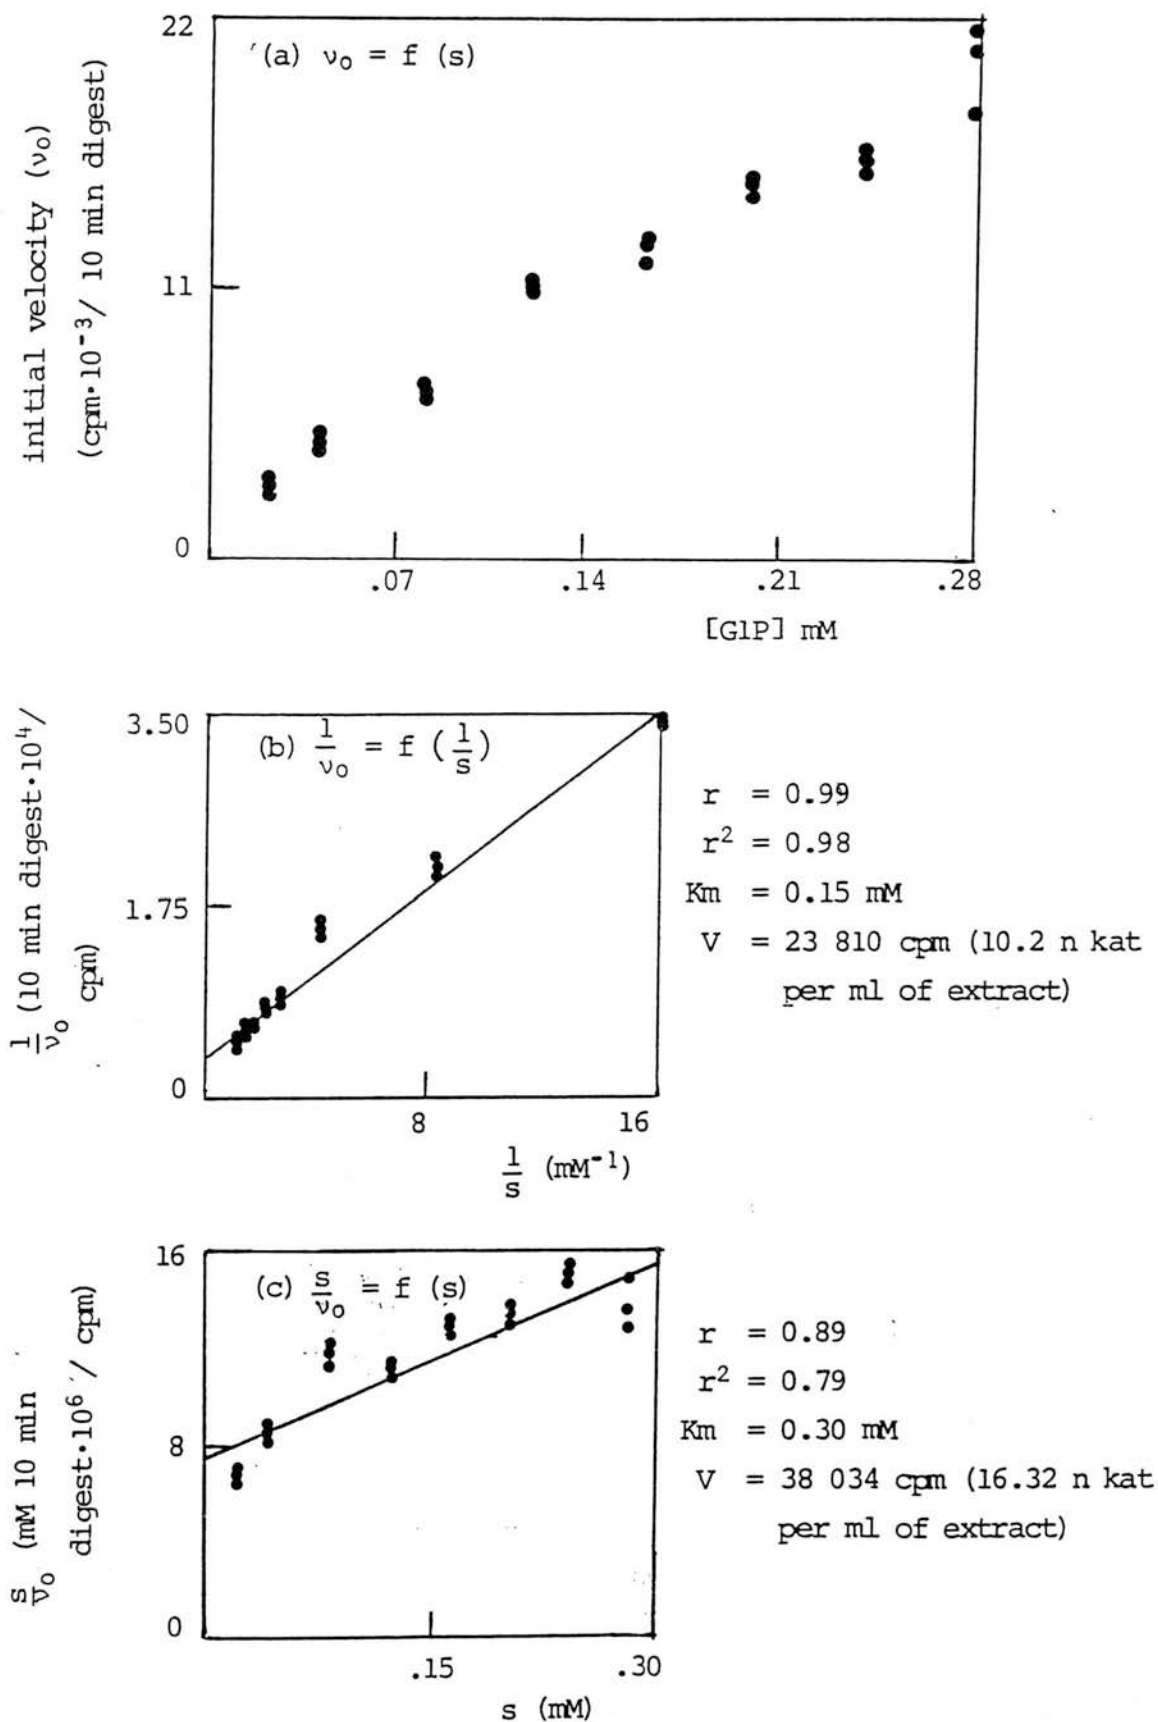 22
(a) ν₀ = f (s)
initial velocity (ν₀)
(cpm·10⁻³/ 10 min digest)
11
0
.07 .14 .21 .28
[G1P] mM
3.50
(b) 1/ν₀ = f (1/s)
1/ν₀ (10 min digest·10⁴/
cpm)
1.75
0
8 16
1/s (mM⁻¹)
r = 0.99
r² = 0.98
Km = 0.15 mM
V = 23 810 cpm (10.2 n kat
per ml of extract)
16
(c) s/ν₀ = f (s)
s/ν₀ (mM 10 min
digest·10⁶/ cpm)
8
0
.15 .30
s (mM)
r = 0.89
r² = 0.79
Km = 0.30 mM
V = 38 034 cpm (16.32 n kat
per ml of extract)